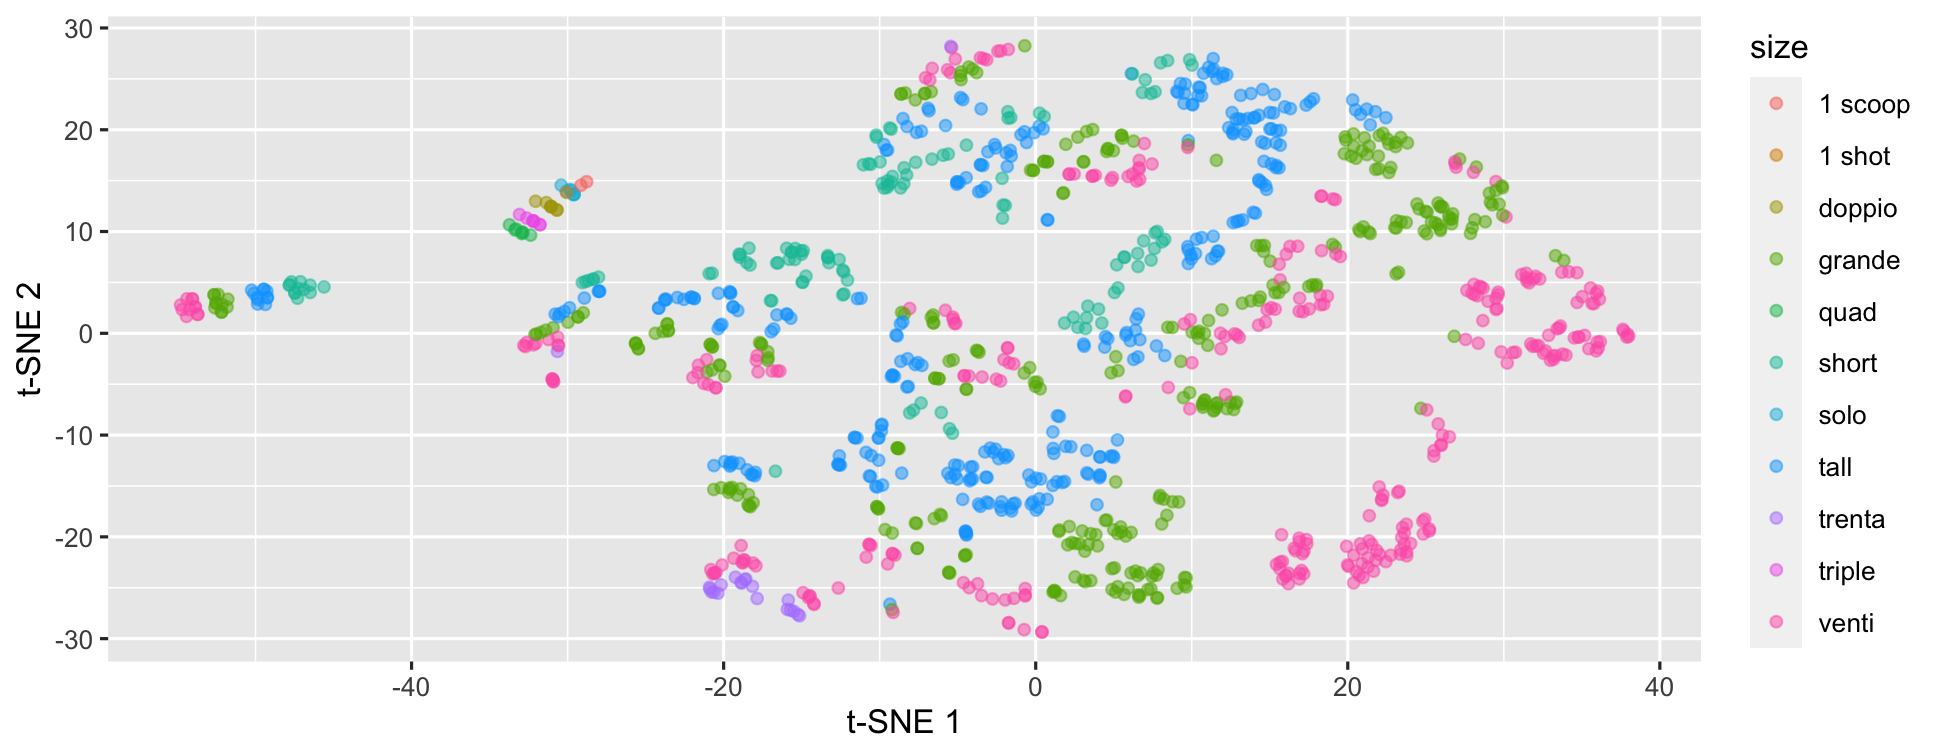 30
20
10
0
-10
-20
-30
t-SNE 2
-40
-20
0
20
40
t-SNE 1
size
1 scoop
1 shot
doppio
grande
quad
short
solo
tall
trenta
triple
venti